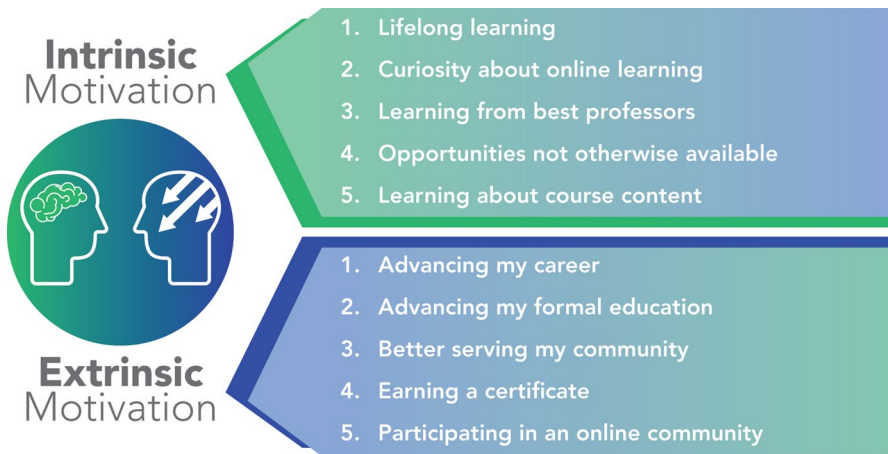 Intrinsic
Motivation
1. Lifelong learning
2. Curiosity about online learning
3. Learning from best professors
4. Opportunities not otherwise available
5. Learning about course content
Extrinsic
Motivation
1. Advancing my career
2. Advancing my formal education
3. Better serving my community
4. Earning a certificate
5. Participating in an online community